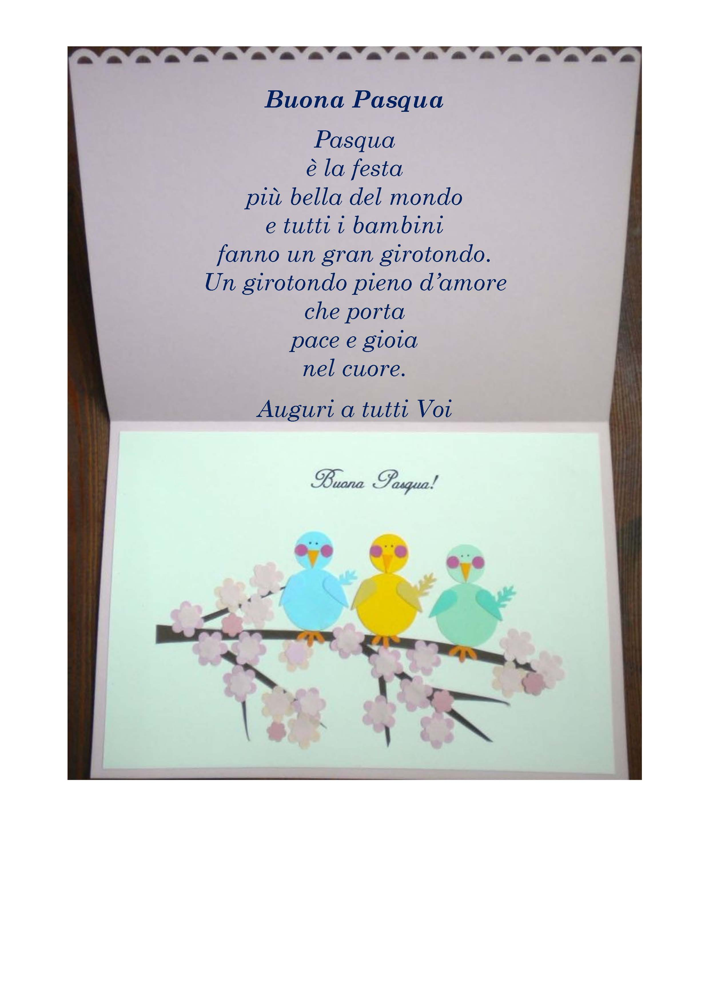 Buona Pasqua
Pasqua
è la festa
più bella del mondo
e tutti i bambini
fanno un gran girotondo.
Un girotondo pieno d’amore
che porta
pace e gioia
nel cuore.
Auguri a tutti Voi
Buona Pasqua!